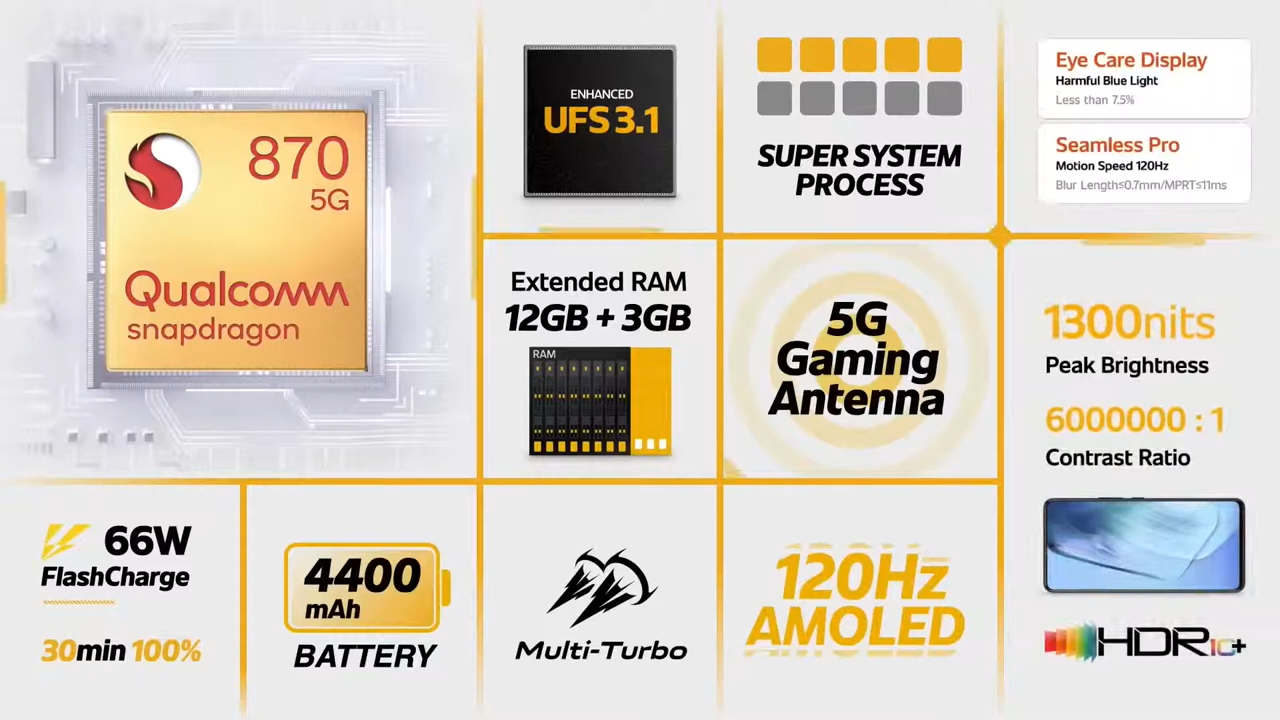 870
5G
Qualcomm
snapdragon
ENHANCED
UFS 3.1
SUPER SYSTEM
PROCESS
Eye Care Display
Harmful Blue Light
Less than 7.5%
Seamless Pro
Motion Speed 120Hz
Blur Length≤0.7mm/MPRT≤11ms
Extended RAM
12GB + 3GB
RAM
5G
Gaming
Antenna
1300nits
Peak Brightness
6000000 : 1
Contrast Ratio
66W
FlashCharge
30min 100%
4400
mAh
BATTERY
Multi-Turbo
120Hz
AMOLED
HDR10+